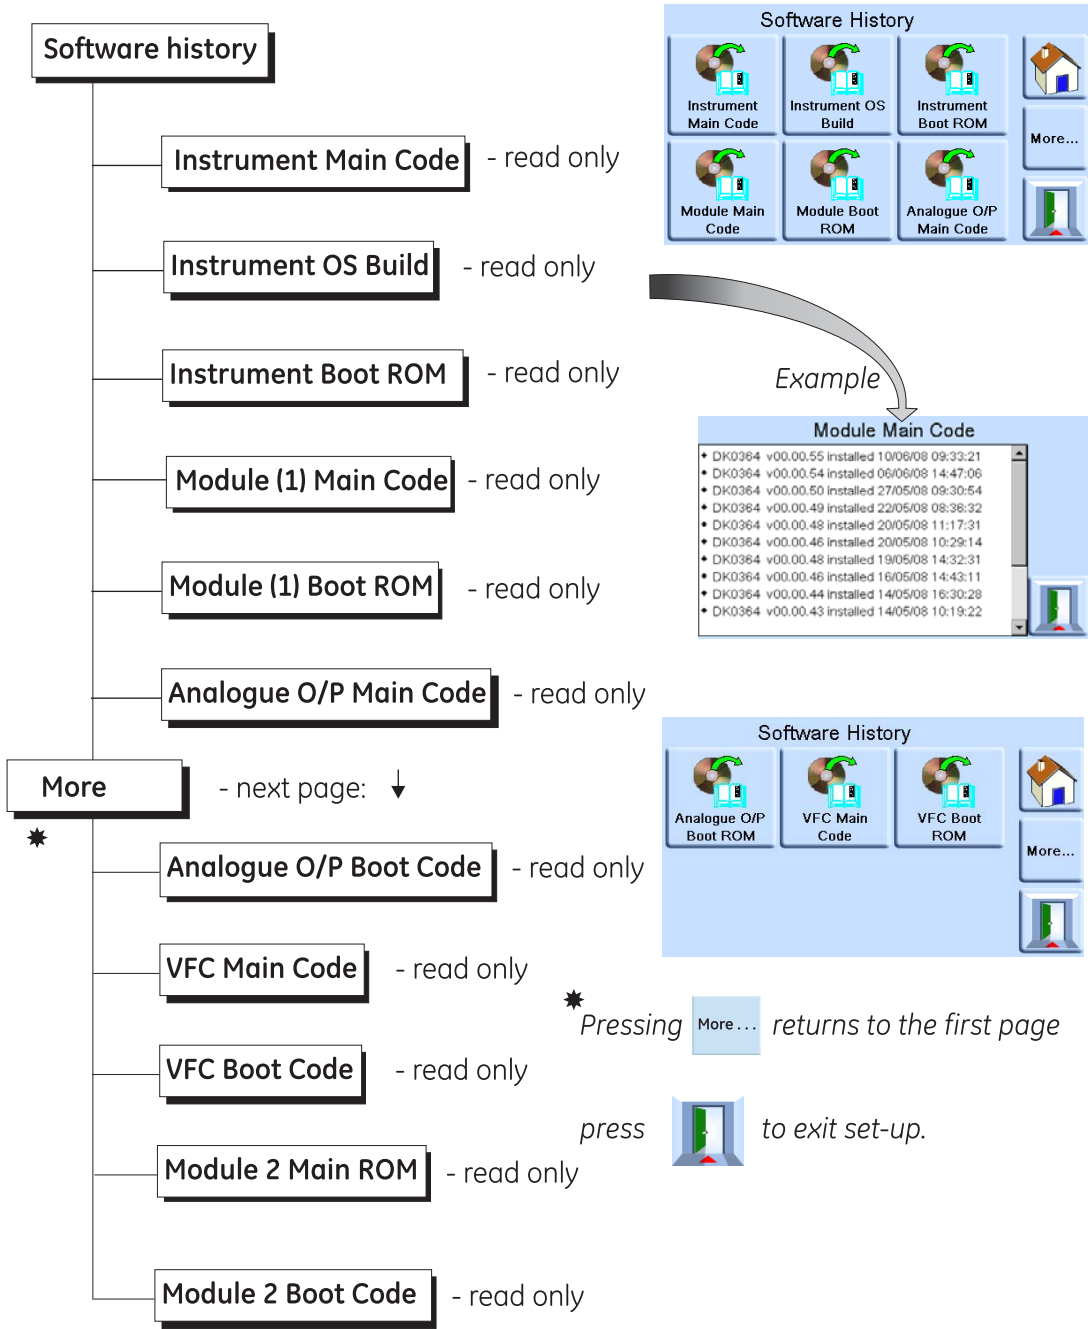 Software history
Instrument Main Code - read only
Instrument OS Build - read only
Instrument Boot ROM - read only
Module (1) Main Code - read only
Module (1) Boot ROM - read only
Analogue O/P Main Code - read only
More - next page:
Analogue O/P Boot Code - read only
VFC Main Code - read only
VFC Boot Code - read only
Module 2 Main ROM - read only
Module 2 Boot Code - read only
Software History
Instrument
Main Code
Instrument OS
Build
Instrument
Boot ROM
More...
Module Main
Code
Module Boot
ROM
Analogue O/P
Main Code
Example
Module Main Code
DK0364 v00.00.55 installed 10/06/08 09:33:21
DK0364 v00.00.54 installed 06/06/08 14:47:06
DK0364 v00.00.50 installed 27/05/08 09:30:54
DK0364 v00.00.49 installed 22/05/08 08:36:32
DK0364 v00.00.48 installed 20/05/08 11:17:31
DK0364 v00.00.46 installed 20/05/08 10:29:14
DK0364 v00.00.48 installed 19/05/08 14:32:31
DK0364 v00.00.46 installed 16/05/08 14:43:11
DK0364 v00.00.44 installed 14/05/08 16:30:28
DK0364 v00.00.43 installed 14/05/08 10:19:22
Software History
Analogue O/P
Boot ROM
VFC Main
Code
VFC Boot
ROM
More...
Pressing More ... returns to the first page
press to exit set-up.